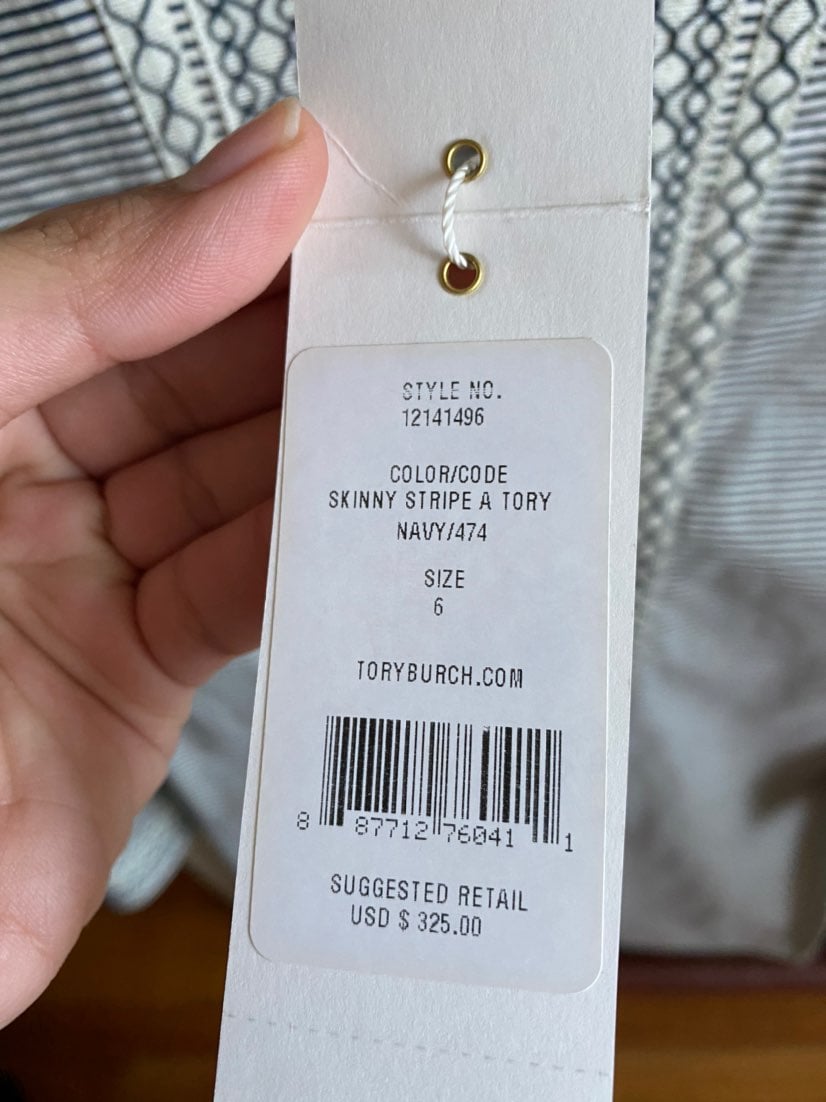 STYLE NO.
12141496
COLOR/CODE
SKINNY STRIPE A TORY
NAVY/474
SIZE
6
TORYBURCH.COM
8 87712 76041 1
SUGGESTED RETAIL
USD $ 325.00